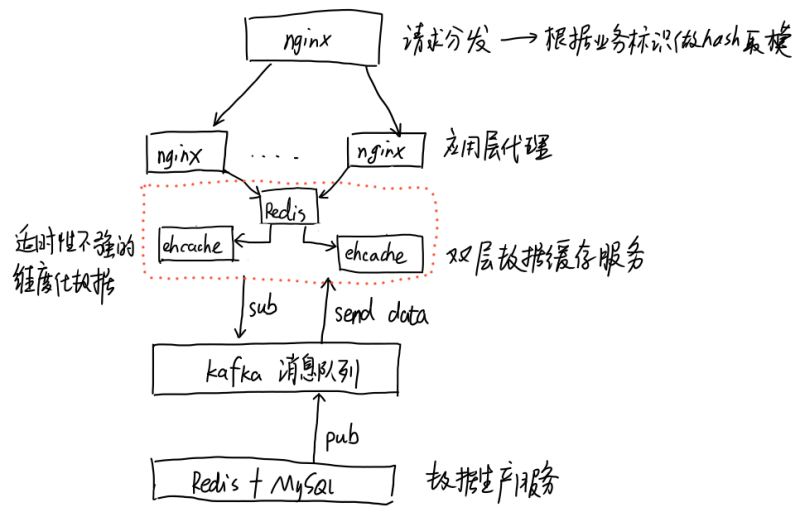 nginx 请求分发 → 根据业务标识做hash取模
nginx ···· nginx 应用层代理
Redis
适时性不强的
维度化数据
ehcache ehcache 双层数据缓存服务
sub send data
kafka 消息队列
pub
Redis + MySQL 数据生产服务